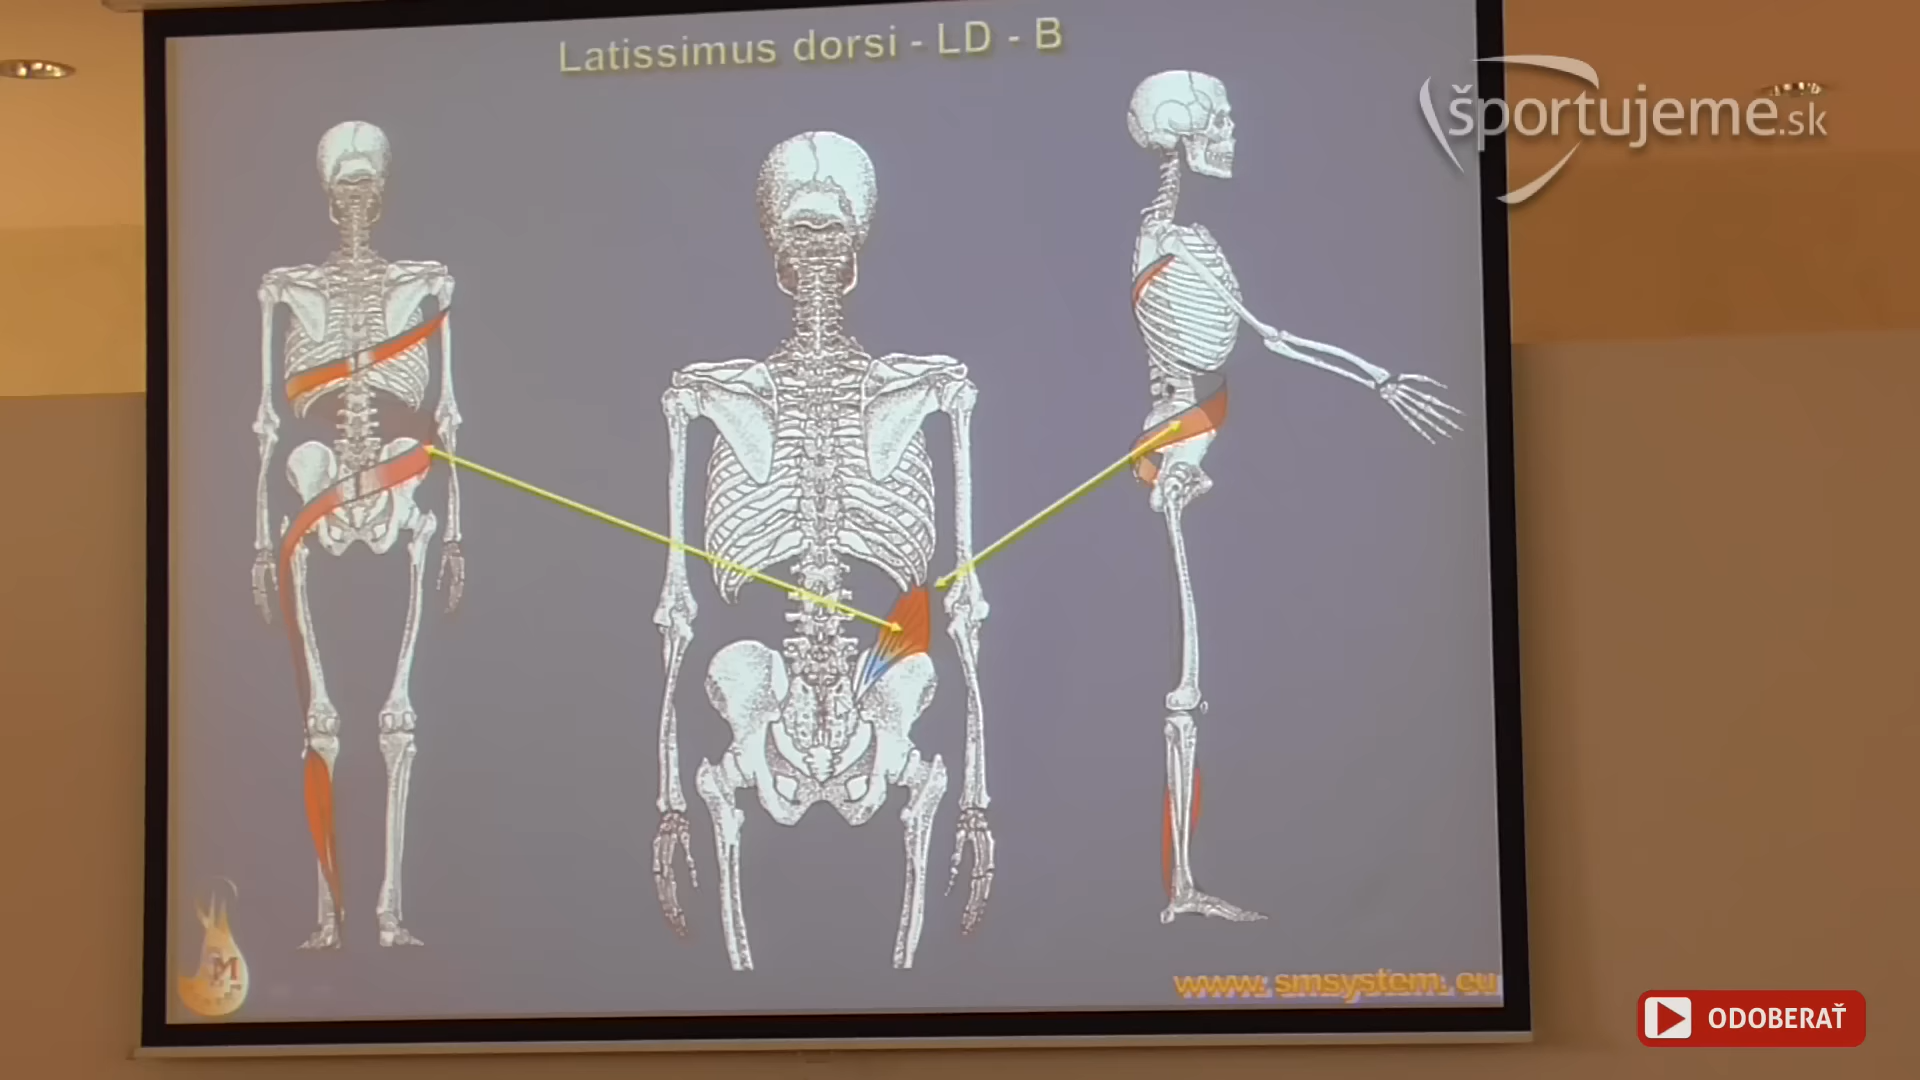 Latissimus dorsi - LD - B
športujeme.sk
M
www. smsystem. eu
ODOBERAŤ